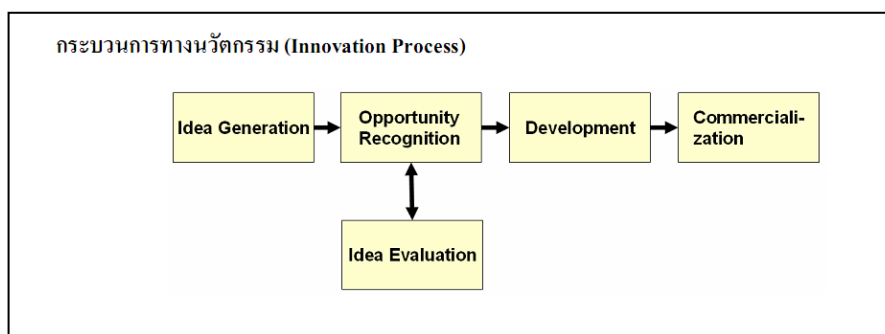 กระบวนการทางนวัตกรรม (Innovation Process)
Idea Generation
Opportunity
Recognition
Development
Commerciali-
zation
Idea Evaluation